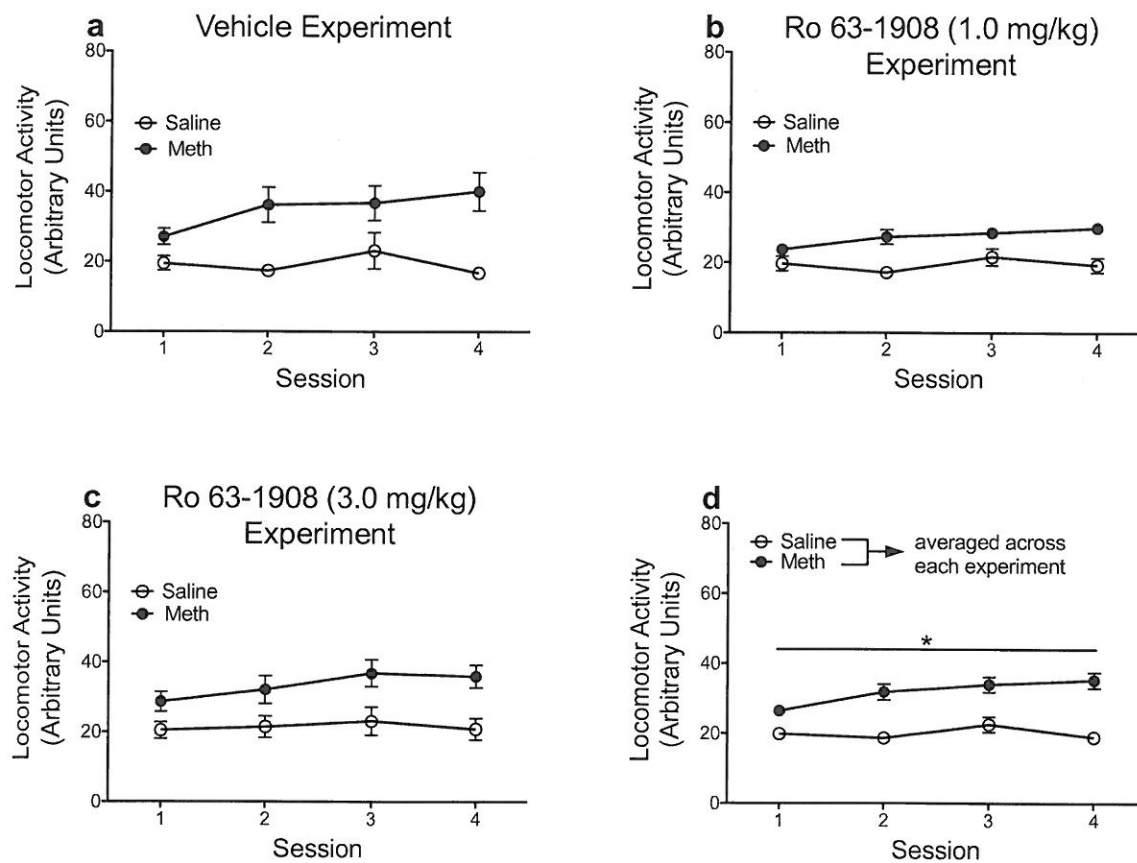 a
Vehicle Experiment
80
60
40
20
0
Locomotor Activity
(Arbitrary Units)
Saline
Meth
1 2 3 4
Session
b
Ro 63-1908 (1.0 mg/kg)
Experiment
80
60
40
20
0
Locomotor Activity
(Arbitrary Units)
Saline
Meth
1 2 3 4
Session
c
Ro 63-1908 (3.0 mg/kg)
Experiment
80
60
40
20
0
Locomotor Activity
(Arbitrary Units)
Saline
Meth
1 2 3 4
Session
d
80
60
40
20
0
Locomotor Activity
(Arbitrary Units)
Saline
Meth
averaged across
each experiment
*
1 2 3 4
Session